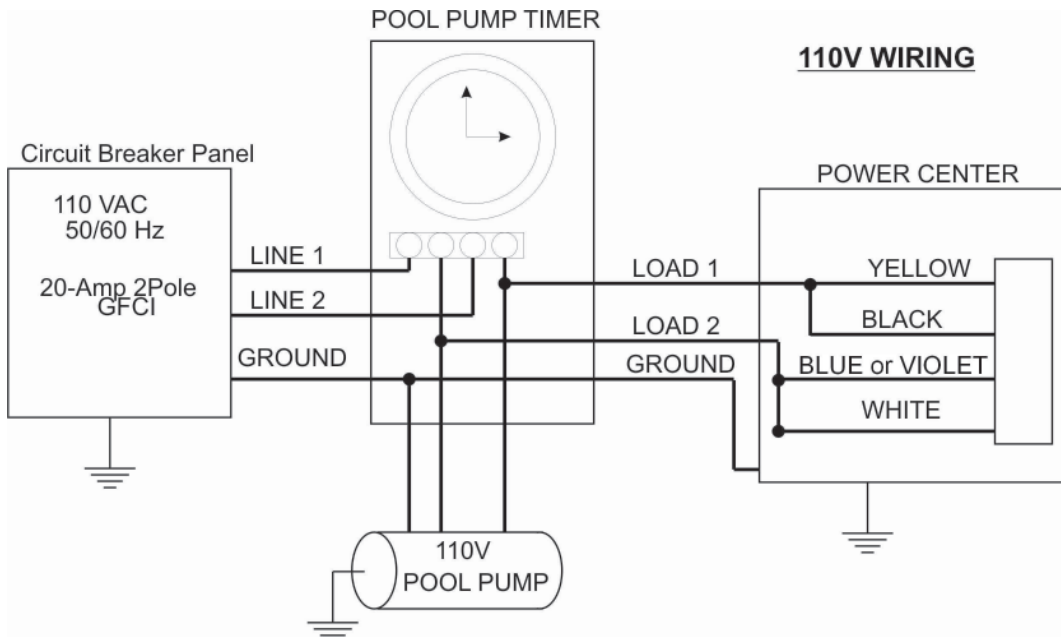 POOL PUMP TIMER
110V WIRING
Circuit Breaker Panel
110 VAC
50/60 Hz
20-Amp 2Pole
GFCI
LINE 1
LINE 2
GROUND
LOAD 1
LOAD 2
GROUND
POWER CENTER
YELLOW
BLACK
BLUE or VIOLET
WHITE
110V
POOL PUMP